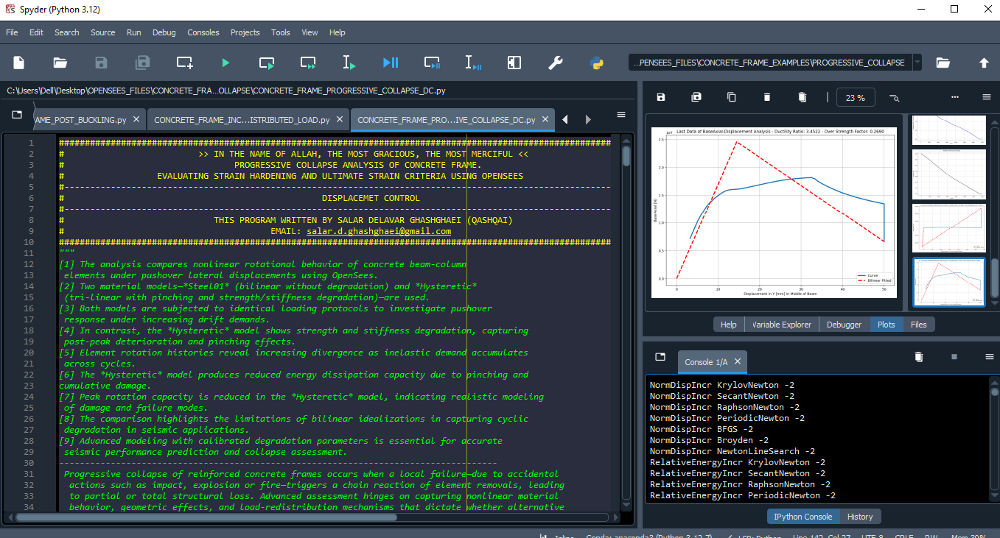 Spyder (Python 3.12)
File Edit Search Source Run Debug Consoles Projects Tools View Help
...PENSEES_FILES\CONCRETE_FRAME_EXAMPLES\PROGRESSIVE_COLLAPSE
C:\Users\Dell\Desktop\OPENSEES_FILES\CONCRETE_FRA...OLLAPSE\CONCRETE_FRAME_PROGRESSIVE_COLLAPSE_DC.py
AME_POST_BUCKLING.py CONCRETE_FRAME_INC...ISTRIBUTED_LOAD.py CONCRETE_FRAME_PRO...IVE_COLLAPSE_DC.py
1 ###########################################################################################################
2 # >> IN THE NAME OF ALLAH, THE MOST GRACIOUS, THE MOST MERCIFUL <<
3 # PROGRESSIVE COLLAPSE ANALYSIS OF CONCRETE FRAME.
4 # EVALUATING STRAIN HARDENING AND ULTIMATE STRAIN CRITERIA USING OPENSEES
5 #----------------------------------------------------------------------------------------------------------
6 # DISPLACEMET CONTROL
7 #----------------------------------------------------------------------------------------------------------
8 # THIS PROGRAM WRITTEN BY SALAR DELAVAR GHASHGHAEI (QASHQAI)
9 # EMAIL: salar.d.ghashghaei@gmail.com
10 ###########################################################################################################
11 """
12 [1] The analysis compares nonlinear rotational behavior of concrete beam-column
13 elements under pushover lateral displacements using OpenSees.
14 [2] Two material models—*Steel01* (bilinear without degradation) and *Hysteretic*
15 (tri-linear with pinching and strength/stiffness degradation)—are used.
16 [3] Both models are subjected to identical loading protocols to investigate pushover
17 response under increasing drift demands.
18 [4] In contrast, the *Hysteretic* model shows strength and stiffness degradation, capturing
19 post-peak deterioration and pinching effects.
20 [5] Element rotation histories reveal increasing divergence as inelastic demand accumulates
21 across cycles.
22 [6] The *Hysteretic* model produces reduced energy dissipation capacity due to pinching and
23 cumulative damage.
24 [7] Peak rotation capacity is reduced in the *Hysteretic* model, indicating realistic modeling
25 of damage and failure modes.
26 [8] The comparison highlights the limitations of bilinear idealizations in capturing cyclic
27 degradation in seismic applications.
28 [9] Advanced modeling with calibrated degradation parameters is essential for accurate
29 seismic performance prediction and collapse assessment.
30 -------------------------------------------------------------------------------------
31 Progressive collapse of reinforced concrete frames occurs when a local failure—due to accidental
32 actions such as impact, explosion or fire—triggers a chain reaction of element removals, leading
33 to partial or total structural loss. Advanced assessment hinges on capturing nonlinear material
34 behavior, geometric effects, and load-redistribution mechanisms that dictate whether alternative
23 %
1e7 Last Data of BaseAxial-Displacement Analysis - Ductility Ratio: 3.4522 - Over Strength Factor: 0.2690
2.5
2.0
1.5
1.0
0.5
0.0
Base-Axial [N]
0 10 20 30 40 50
Displacement in Y [mm] in Middle of Beam
Curve
Bilinear Fitted
Help Variable Explorer Debugger Plots Files
Console 1/A
NormDispIncr KrylovNewton -2
NormDispIncr SecantNewton -2
NormDispIncr RaphsonNewton -2
NormDispIncr PeriodicNewton -2
NormDispIncr BFGS -2
NormDispIncr Broyden -2
NormDispIncr NewtonLineSearch -2
RelativeEnergyIncr KrylovNewton -2
RelativeEnergyIncr SecantNewton -2
RelativeEnergyIncr RaphsonNewton -2
RelativeEnergyIncr PeriodicNewton -2
IPython Console History
Inline Conda: anaconda3 (Python 3.12.7) LSP: Python Line 142, Col 27 UTF-8 CRLF RW Mem 39%